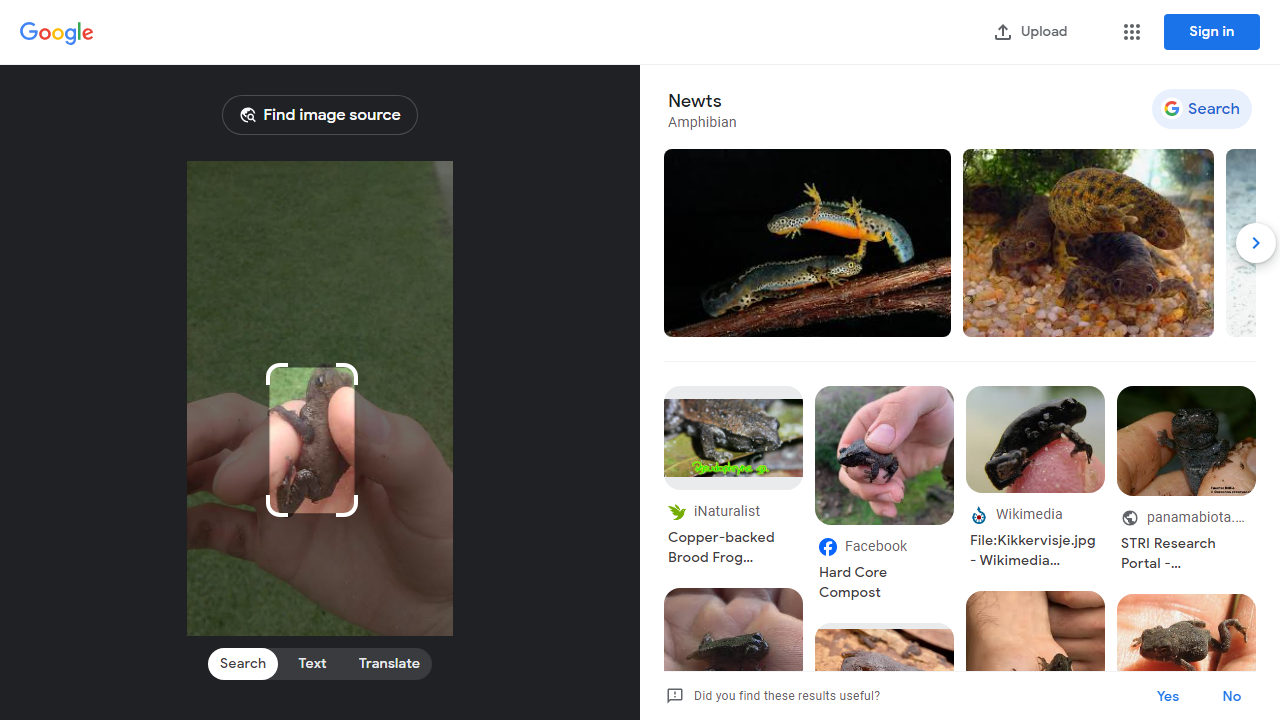 Google
Upload
Sign in
Find image source
Newts
Amphibian
Search
iNaturalist
Copper-backed
Brood Frog...
Facebook
Hard Core
Compost
Wikimedia
File:Kikkervisje.jpg
- Wikimedia...
panamabiota....
STRI Research
Portal -...
Search
Text
Translate
Did you find these results useful?
Yes
No